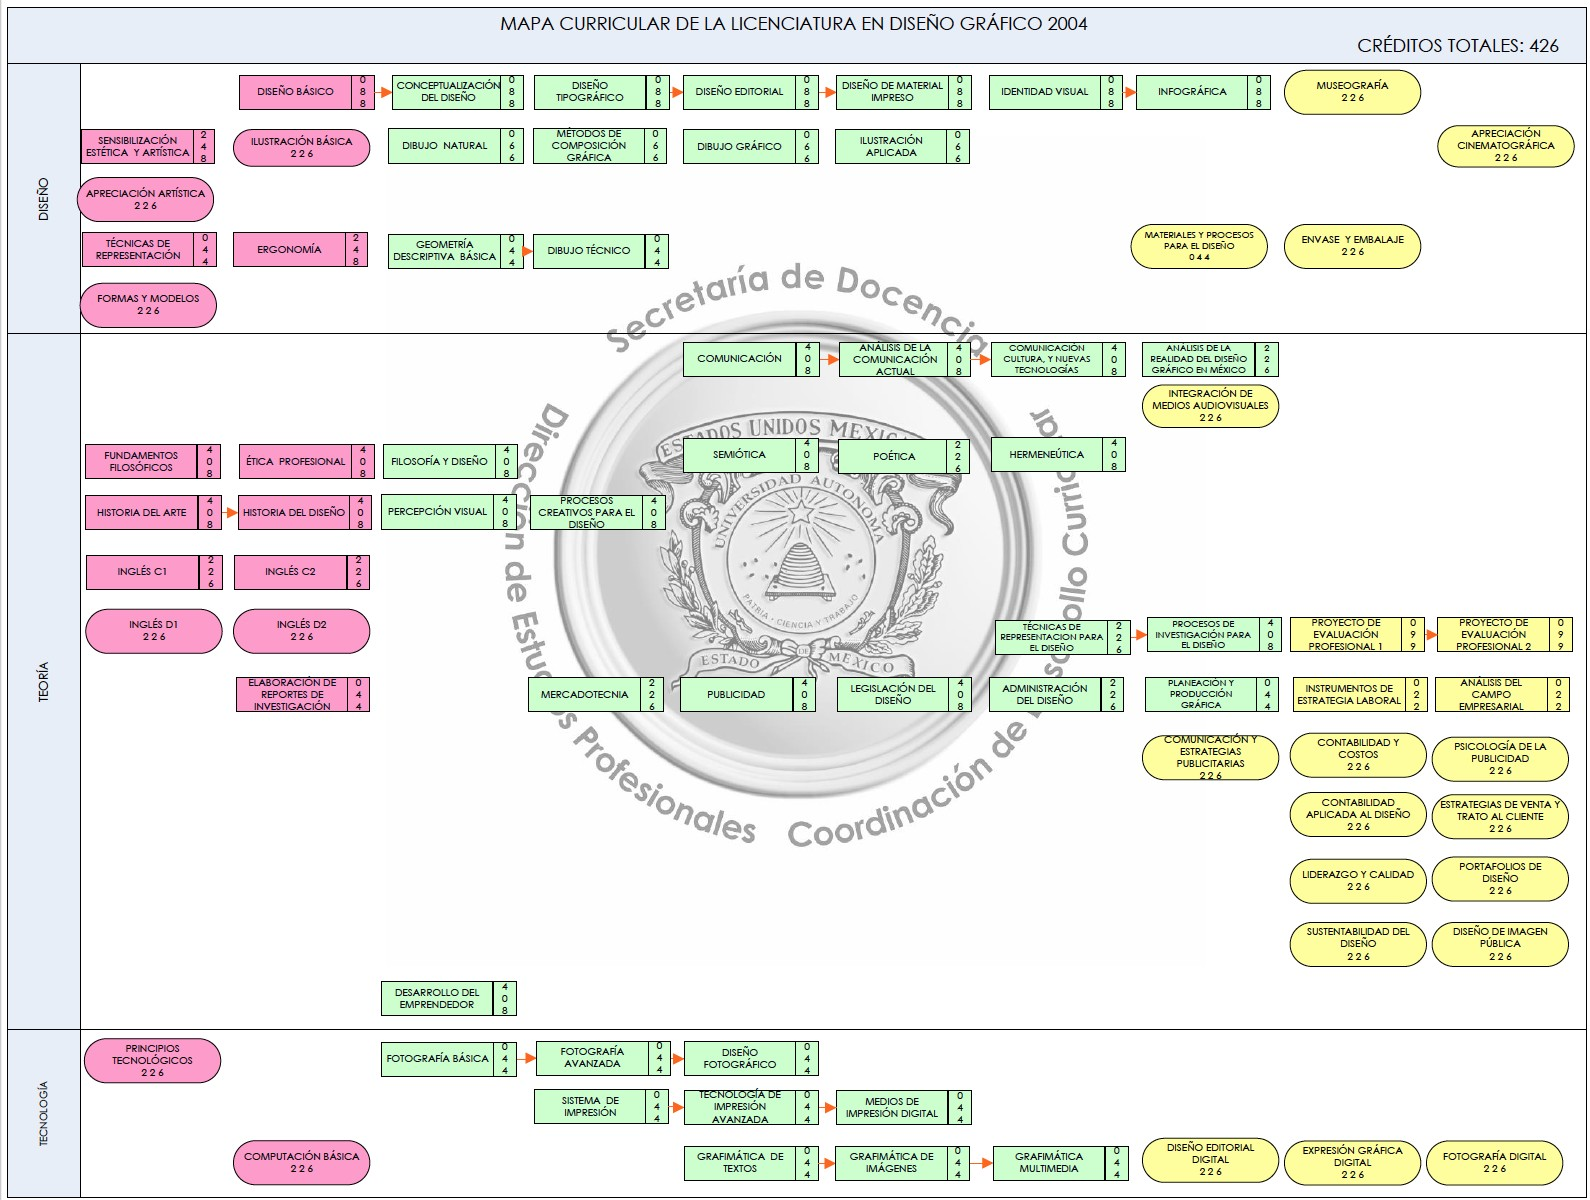 MAPA CURRICULAR DE LA LICENCIATURA EN DISEÑO GRÁFICO 2004
CRÉDITOS TOTALES: 426
DISEÑO
DISEÑO BÁSICO
0
8
8
CONCEPTUALIZACIÓN
DEL DISEÑO
0
8
8
DISEÑO
TIPOGRÁFICO
0
8
8
DISEÑO EDITORIAL
0
8
8
DISEÑO DE MATERIAL
IMPRESO
0
8
8
IDENTIDAD VISUAL
0
8
8
INFOGRÁFICA
0
8
8
MUSEOGRAFÍA
2 2 6
SENSIBILIZACIÓN
ESTÉTICA Y ARTÍSTICA
2
4
8
ILUSTRACIÓN BÁSICA
2 2 6
DIBUJO NATURAL
0
6
6
MÉTODOS DE
COMPOSICIÓN
GRÁFICA
0
6
6
DIBUJO GRÁFICO
0
6
6
ILUSTRACIÓN
APLICADA
0
6
6
APRECIACIÓN
CINEMATOGRÁFICA
2 2 6
APRECIACIÓN ARTÍSTICA
2 2 6
TÉCNICAS DE
REPRESENTACIÓN
0
4
4
ERGONOMÍA
2
4
8
GEOMETRÍA
DESCRIPTIVA BÁSICA
0
4
4
DIBUJO TÉCNICO
0
4
4
MATERIALES Y PROCESOS
PARA EL DISEÑO
0 4 4
ENVASE Y EMBALAJE
2 2 6
FORMAS Y MODELOS
2 2 6
TEORÍA
COMUNICACIÓN
4
0
8
ANÁLISIS DE LA
COMUNICACIÓN
ACTUAL
4
0
8
COMUNICACIÓN
CULTURA, Y NUEVAS
TECNOLOGÍAS
4
0
8
ANÁLISIS DE LA
REALIDAD DEL DISEÑO
GRÁFICO EN MÉXICO
2
2
6
INTEGRACIÓN DE
MEDIOS AUDIOVISUALES
2 2 6
FUNDAMENTOS
FILOSÓFICOS
4
0
8
ÉTICA PROFESIONAL
4
0
8
FILOSOFÍA Y DISEÑO
4
0
8
SEMIÓTICA
4
0
8
POÉTICA
2
2
6
HERMENEÚTICA
4
0
8
HISTORIA DEL ARTE
4
0
8
HISTORIA DEL DISEÑO
4
0
8
PERCEPCIÓN VISUAL
4
0
8
PROCESOS
CREATIVOS PARA EL
DISEÑO
4
0
8
INGLÉS C1
2
2
6
INGLÉS C2
2
2
6
INGLÉS D1
2 2 6
INGLÉS D2
2 2 6
TÉCNICAS DE
REPRESENTACION PARA
EL DISEÑO
2
2
6
PROCESOS DE
INVESTIGACIÓN PARA
EL DISEÑO
4
0
8
PROYECTO DE
EVALUACIÓN
PROFESIONAL 1
0
9
9
PROYECTO DE
EVALUACIÓN
PROFESIONAL 2
0
9
9
ELABORACIÓN DE
REPORTES DE
INVESTIGACIÓN
0
4
4
MERCADOTECNIA
2
2
6
PUBLICIDAD
4
0
8
LEGISLACIÓN DEL
DISEÑO
4
0
8
ADMINISTRACIÓN
DEL DISEÑO
2
2
6
PLANEACIÓN Y
PRODUCCIÓN
GRÁFICA
0
4
4
INSTRUMENTOS DE
ESTRATEGIA LABORAL
0
2
2
ANÁLISIS DEL
CAMPO
EMPRESARIAL
0
2
2
COMUNICACIÓN Y
ESTRATEGIAS
PUBLICITARIAS
2 2 6
CONTABILIDAD Y
COSTOS
2 2 6
PSICOLOGÍA DE LA
PUBLICIDAD
2 2 6
CONTABILIDAD
APLICADA AL DISEÑO
2 2 6
ESTRATEGIAS DE VENTA Y
TRATO AL CLIENTE
2 2 6
LIDERAZGO Y CALIDAD
2 2 6
PORTAFOLIOS DE
DISEÑO
2 2 6
SUSTENTABILIDAD DEL
DISEÑO
2 2 6
DISEÑO DE IMAGEN
PÚBLICA
2 2 6
DESARROLLO DEL
EMPRENDEDOR
4
0
8
TECNOLOGÍA
PRINCIPIOS
TECNOLÓGICOS
2 2 6
FOTOGRAFÍA BÁSICA
0
4
4
FOTOGRAFÍA
AVANZADA
0
4
4
DISEÑO
FOTOGRÁFICO
0
4
4
SISTEMA DE
IMPRESIÓN
0
4
4
TECNOLOGÍA DE
IMPRESIÓN
AVANZADA
0
4
4
MEDIOS DE
IMPRESIÓN DIGITAL
0
4
4
COMPUTACIÓN BÁSICA
2 2 6
GRAFIMÁTICA DE
TEXTOS
0
4
4
GRAFIMÁTICA DE
IMÁGENES
0
4
4
GRAFIMÁTICA
MULTIMEDIA
0
4
4
DISEÑO EDITORIAL
DIGITAL
2 2 6
EXPRESIÓN GRÁFICA
DIGITAL
2 2 6
FOTOGRAFÍA DIGITAL
2 2 6
Secretaría de Docencia
Dirección de Estudios Profesionales
Coordinación de
UNIVERSIDAD AUTONOMA
PATRIA · CIENCIA Y TRABAJO
ESTADO DE MÉXICO